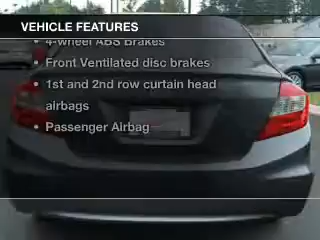 VEHICLE FEATURES
• 4-wheel ABS Brakes
• Front Ventilated disc brakes
• 1st and 2nd row curtain head
airbags
• Passenger Airbag